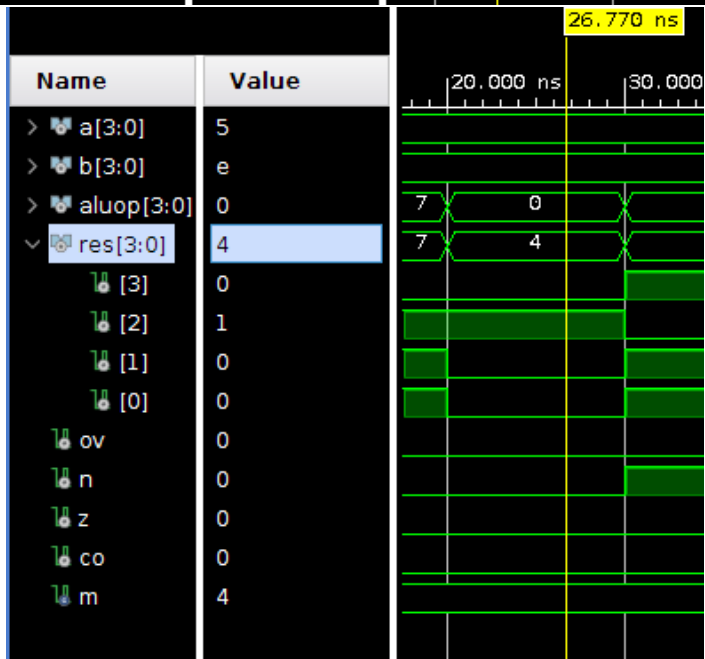 26.770 ns
Name Value 20.000 ns 30.000
a[3:0] 5
b[3:0] e
aluop[3:0] 0 7 0
res[3:0] 4 7 4
[3] 0
[2] 1
[1] 0
[0] 0
ov 0
n 0
z 0
co 0
m 4